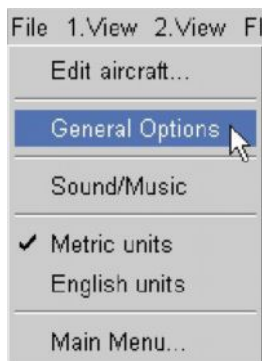 File 1.View 2.View
Edit aircraft...
General Options
Sound/Music
✓ Metric units
English units
Main Menu...